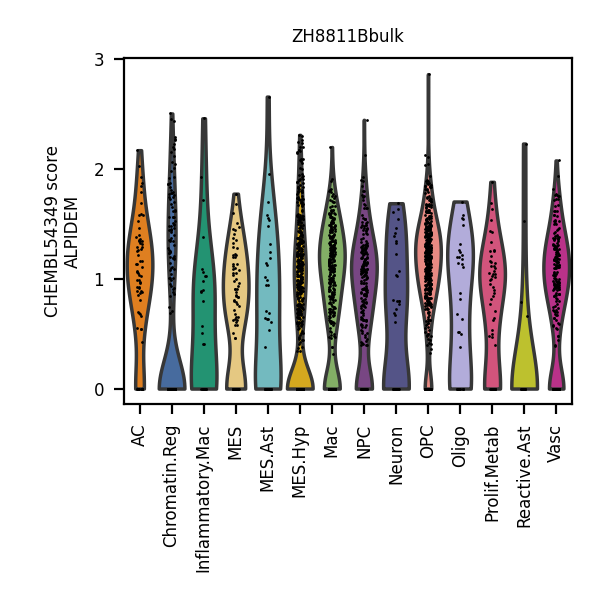 ZH8811Bbulk
CHEMBL54349 score
ALPIDEM
3
2
1
0
AC
Chromatin.Reg
Inflammatory.Mac
MES
MES.Ast
MES.Hyp
Mac
NPC
Neuron
OPC
Oligo
Prolif.Metab
Reactive.Ast
Vasc